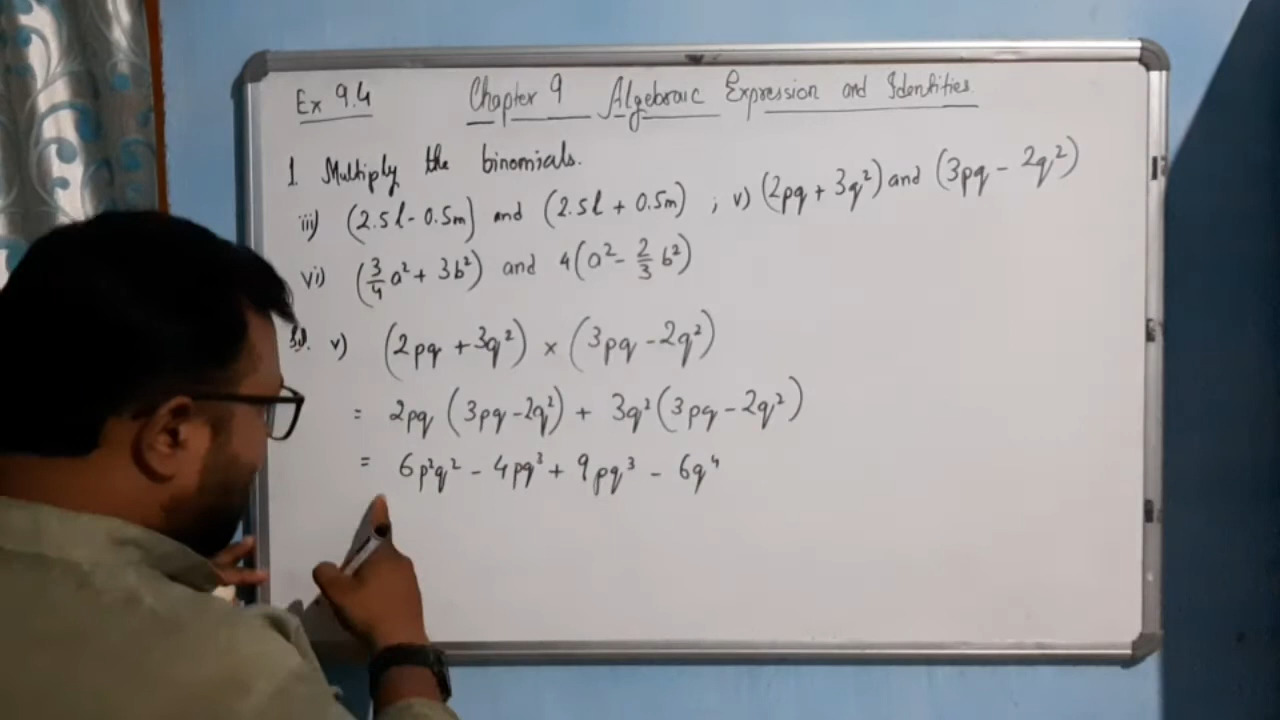 Ex 9.4 Chapter 9 Algebraic Expression and Identities
1. Multiply the binomials.
iii) (2.5l - 0.5m) and (2.5l + 0.5m) ; v) (2pq + 3q²) and (3pq - 2q²)
vi) (3/4 a² + 3b²) and 4(a² - 2/3 b²)
Sol. v) (2pq + 3q²) × (3pq - 2q²)
= 2pq (3pq - 2q²) + 3q² (3pq - 2q²)
= 6p²q² - 4pq³ + 9pq³ - 6q⁴